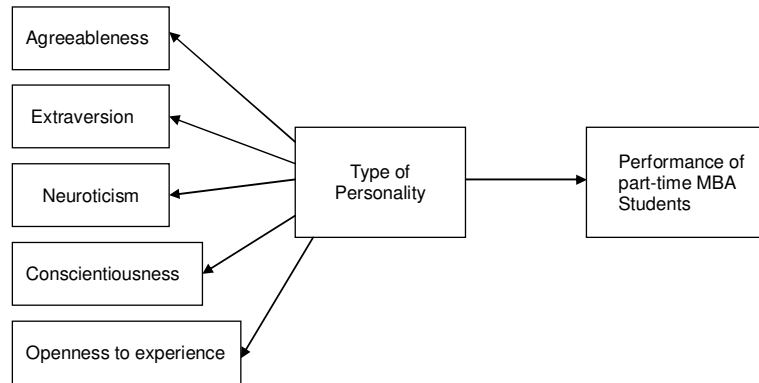 Agreeableness
Extraversion
Neuroticism
Conscientiousness
Openness to experience
Type of
Personality
Performance of
part-time MBA
Students